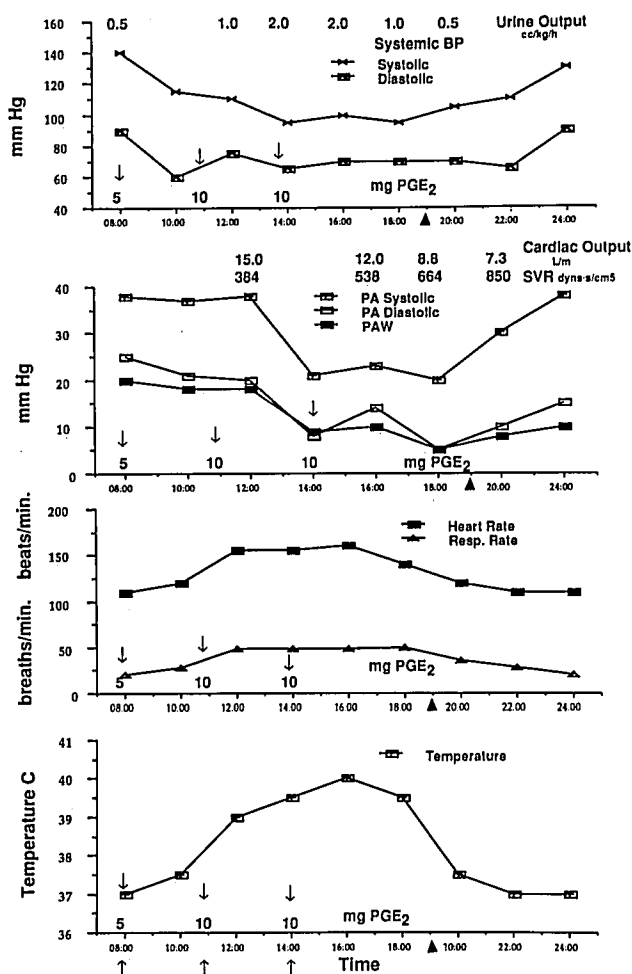 0.5 1.0 2.0 2.0 1.0 0.5 Urine Output
cc/kg/h
Systemic BP
Systolic
Diastolic
mm Hg
160
140
120
100
80
60
40
5 10 10 mg PGE2
08:00 10:00 12:00 14:00 16:00 18:00 20:00 22:00 24:00
15.0 12.0 8.8 7.3 Cardiac Output
L/m
384 538 664 850 SVR dyns·s/cm5
PA Systolic
PA Diastolic
PAW
mm Hg
40
30
20
10
0
5 10 10 mg PGE2
08:00 10:00 12:00 14:00 16:00 18:00 20:00 22:00 24:00
Heart Rate
Resp. Rate
breaths/min. beats/min.
200
150
100
50
0
5 10 10 mg PGE2
08:00 10:00 12:00 14:00 16:00 18:00 20:00 22:00 24:00
Temperature
Temperature C
41
40
39
38
37
36
5 10 10 mg PGE2
08:00 10:00 12:00 14:00 16:00 18:00 20:00 22:00 24:00
Time